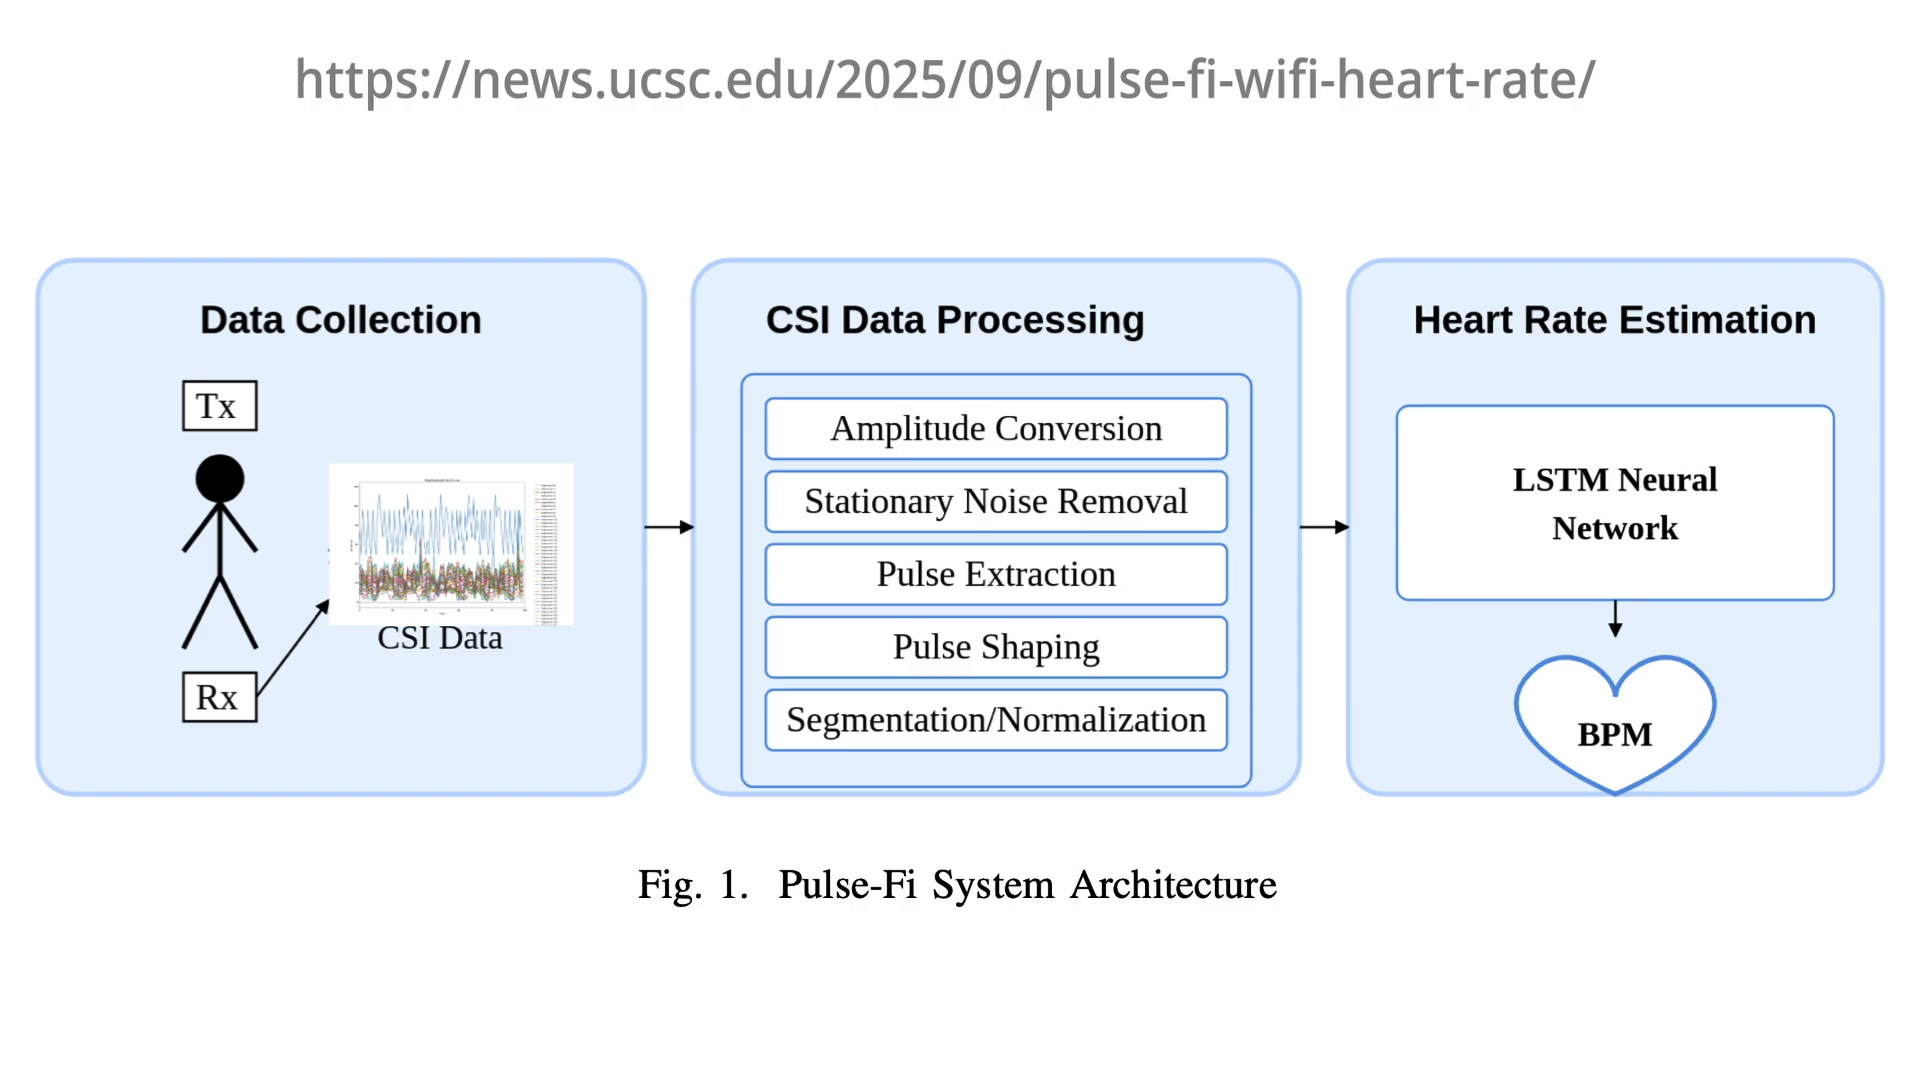 https://news.ucsc.edu/2025/09/pulse-fi-wifi-heart-rate/
Data Collection
Tx
Rx
CSI Data
CSI Data Processing
Amplitude Conversion
Stationary Noise Removal
Pulse Extraction
Pulse Shaping
Segmentation/Normalization
Heart Rate Estimation
LSTM Neural
Network
BPM
Fig. 1. Pulse-Fi System Architecture